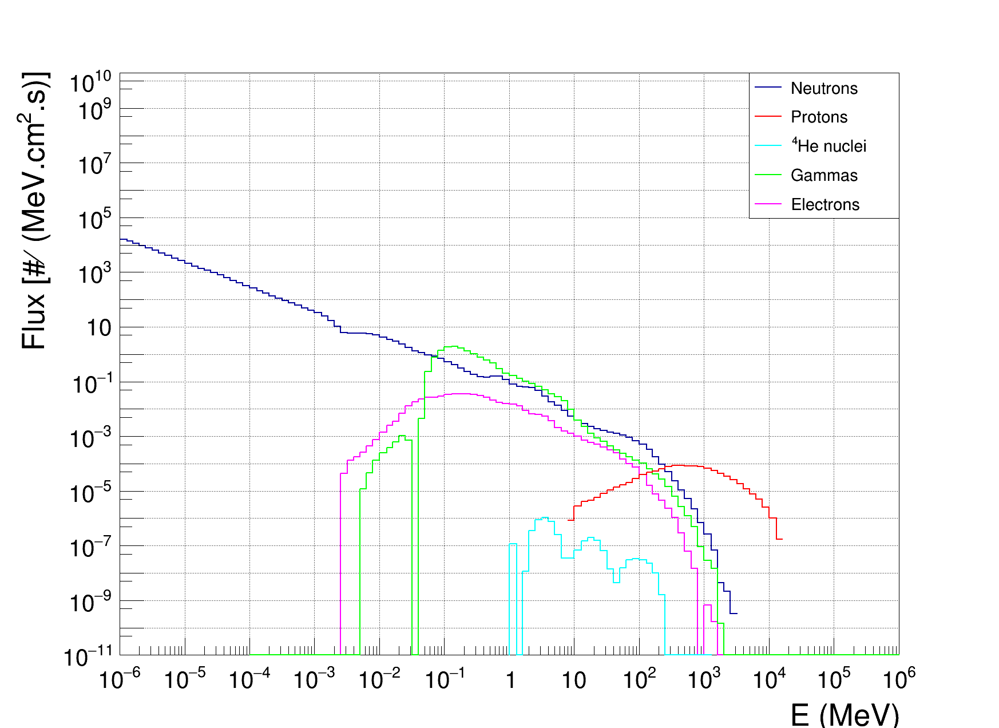 Flux [#/ (MeV.cm².s)]
10¹⁰
10⁹
10⁷
10⁵
10³
10
10⁻¹
10⁻³
10⁻⁵
10⁻⁷
10⁻⁹
10⁻¹¹
Neutrons
Protons
⁴He nuclei
Gammas
Electrons
10⁻⁶ 10⁻⁵ 10⁻⁴ 10⁻³ 10⁻² 10⁻¹ 1 10 10² 10³ 10⁴ 10⁵ 10⁶
E (MeV)